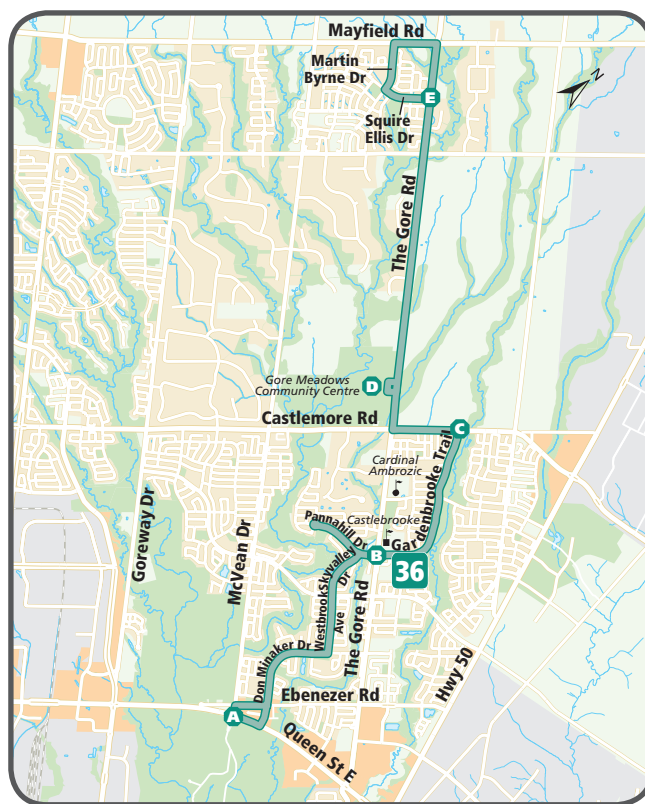 Mayfield Rd
Martin
Byrne Dr
N
E
Squire
Ellis Dr
The Gore Rd
D
Gore Meadows
Community Centre
Castlemore Rd
C
Cardinal
Ambrozic
Gardenbrooke Trail
Castlebrooke
Pannahill Dr
B
36
Goreway Dr
McVean Dr
Skyvalley
Dr
Westbrook
Ave
The Gore Rd
Don Minaker Dr
Hwy 50
Ebenezer Rd
A
Queen St E